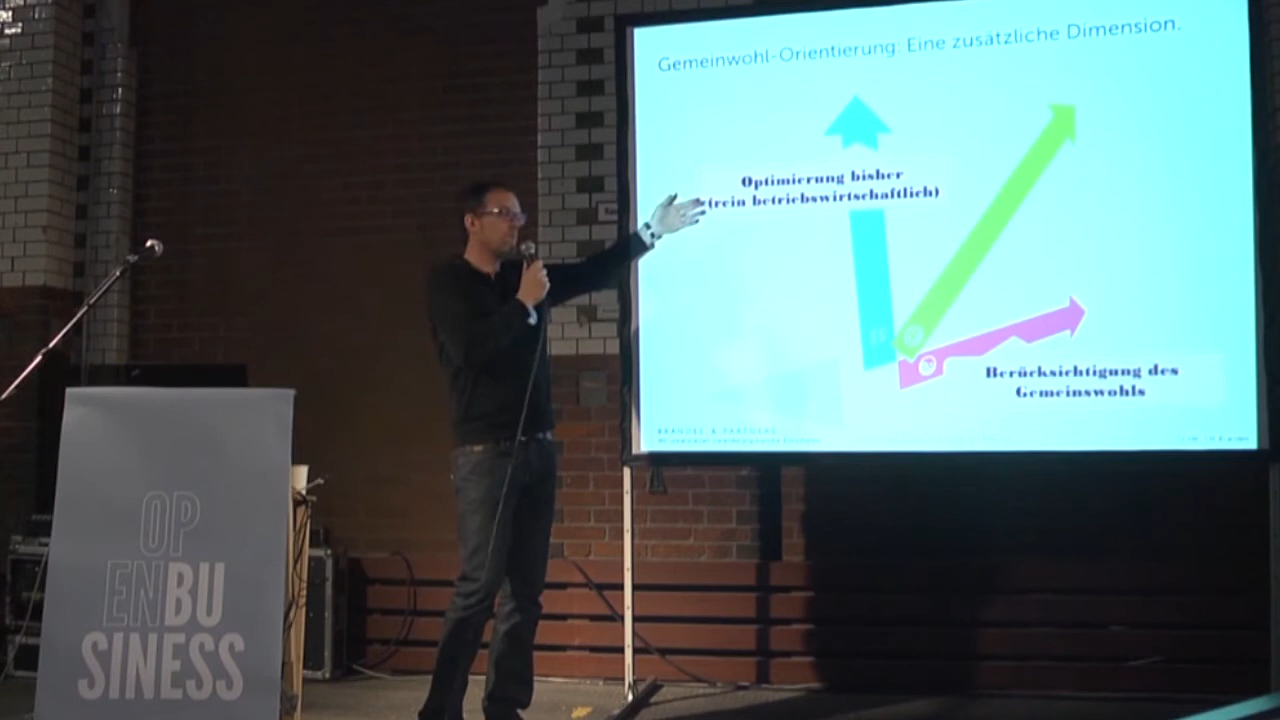 Gemeinwohl-Orientierung: Eine zusätzliche Dimension.
Optimierung bisher
(rein betriebswirtschaftlich)
Berücksichtigung des
Gemeinswohls
OP
ENBU
SINESS